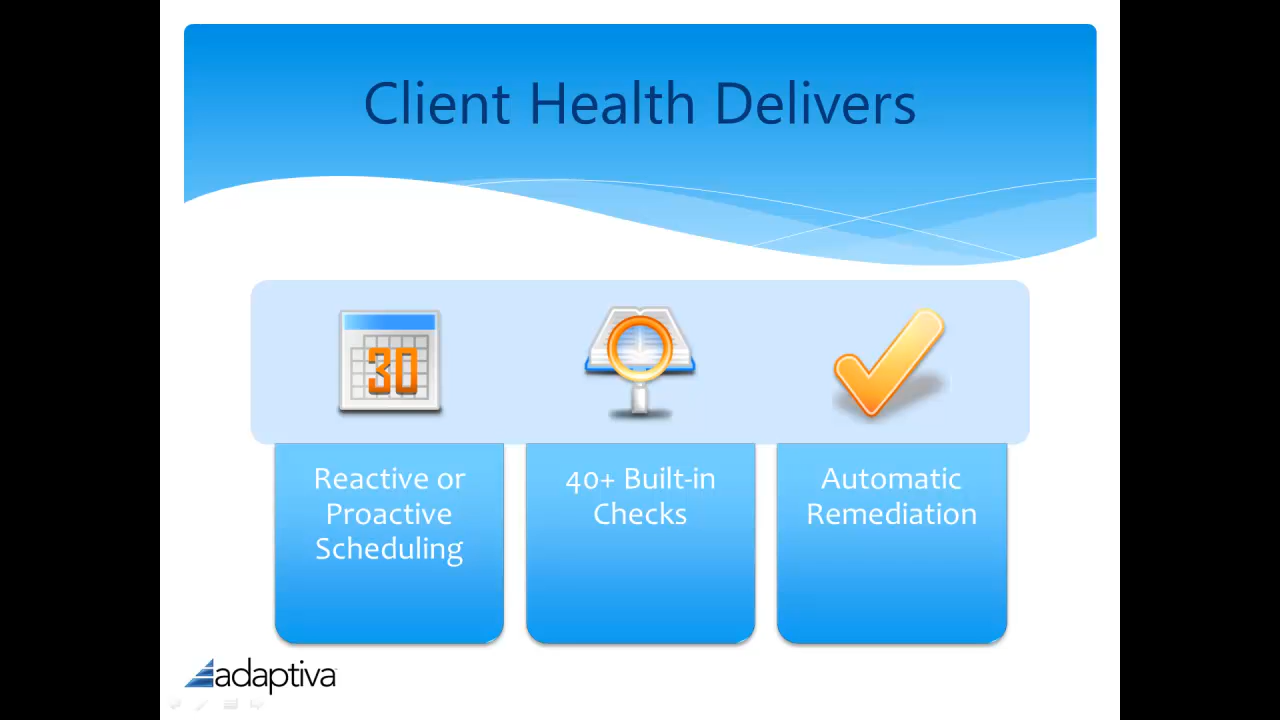 Client Health Delivers
30
Reactive or
Proactive
Scheduling
40+ Built-in
Checks
Automatic
Remediation
adaptiva